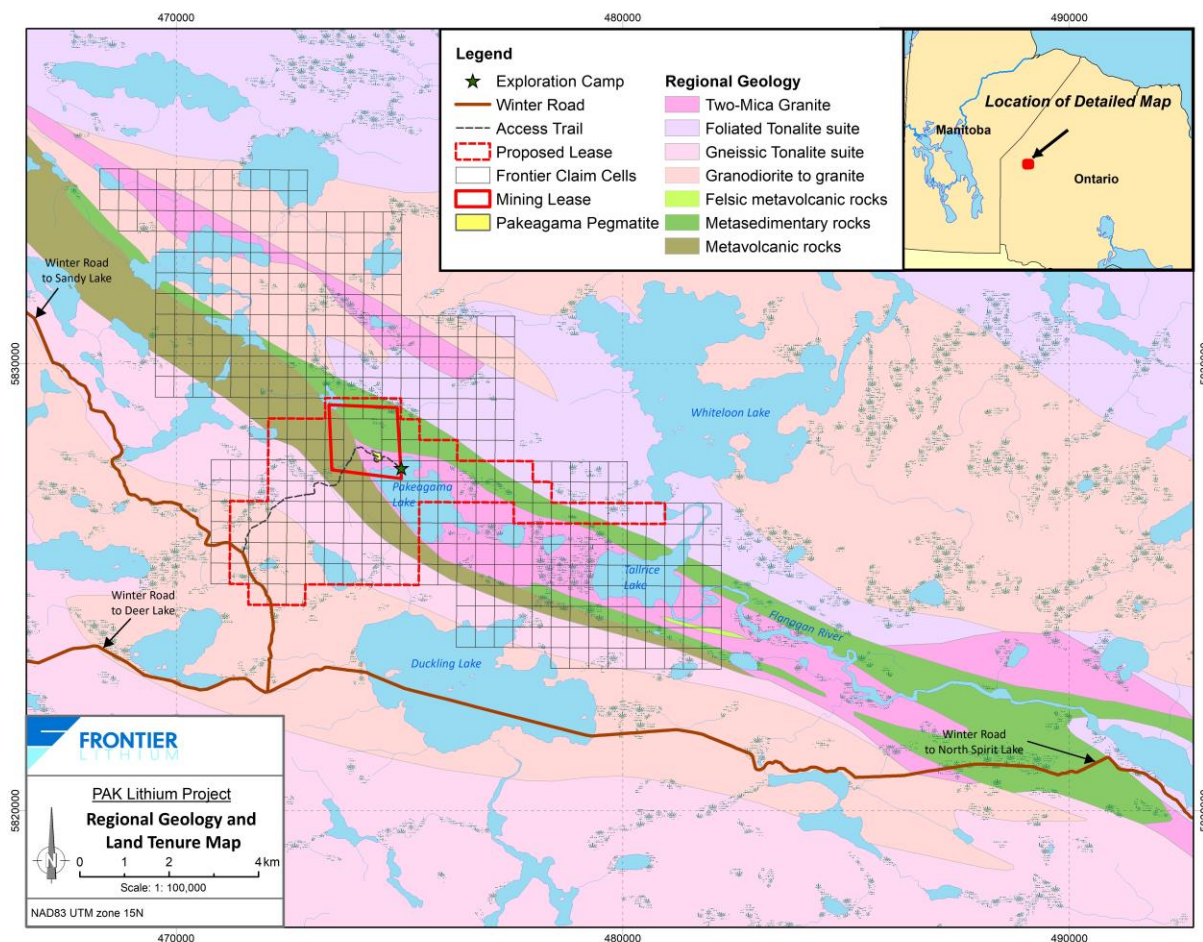 470000
480000
490000
Legend
Exploration Camp
Winter Road
Access Trail
Proposed Lease
Frontier Claim Cells
Mining Lease
Pakeagama Pegmatite
Regional Geology
Two-Mica Granite
Foliated Tonalite suite
Gneissic Tonalite suite
Granodiorite to granite
Felsic metavolcanic rocks
Metasedimentary rocks
Metavolcanic rocks
Location of Detailed Map
Manitoba
Ontario
Winter Road
to Sandy Lake
5830000
5830000
Whiteloon Lake
Pakeagama
Lake
Tallrice
Lake
Winter Road
to Deer Lake
Flanagan River
Duckling Lake
Winter Road
to North Spirit Lake
FRONTIER
LITHIUM
PAK Lithium Project
Regional Geology and
Land Tenure Map
N
0 1 2 4 km
Scale: 1: 100,000
NAD83 UTM zone 15N
5820000
5820000
470000
480000
490000